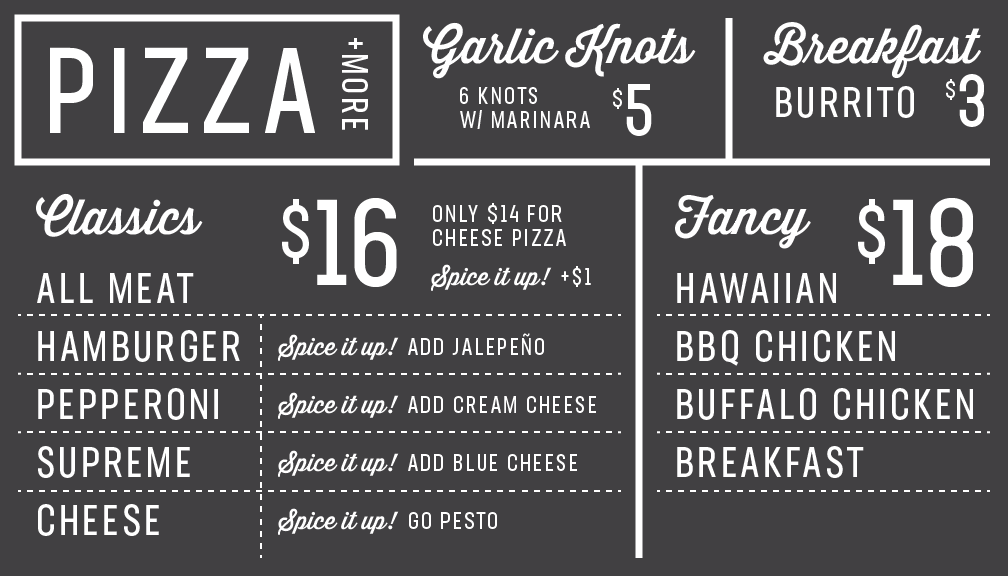 PIZZA
+MORE
Garlic Knots
6 KNOTS
W/ MARINARA
$5
Breakfast
BURRITO $3
Classics
$16
ONLY $14 FOR
CHEESE PIZZA
Spice it up! +$1
ALL MEAT
HAMBURGER
Spice it up! ADD JALEPEÑO
PEPPERONI
Spice it up! ADD CREAM CHEESE
SUPREME
Spice it up! ADD BLUE CHEESE
CHEESE
Spice it up! GO PESTO
Fancy
$18
HAWAIIAN
BBQ CHICKEN
BUFFALO CHICKEN
BREAKFAST